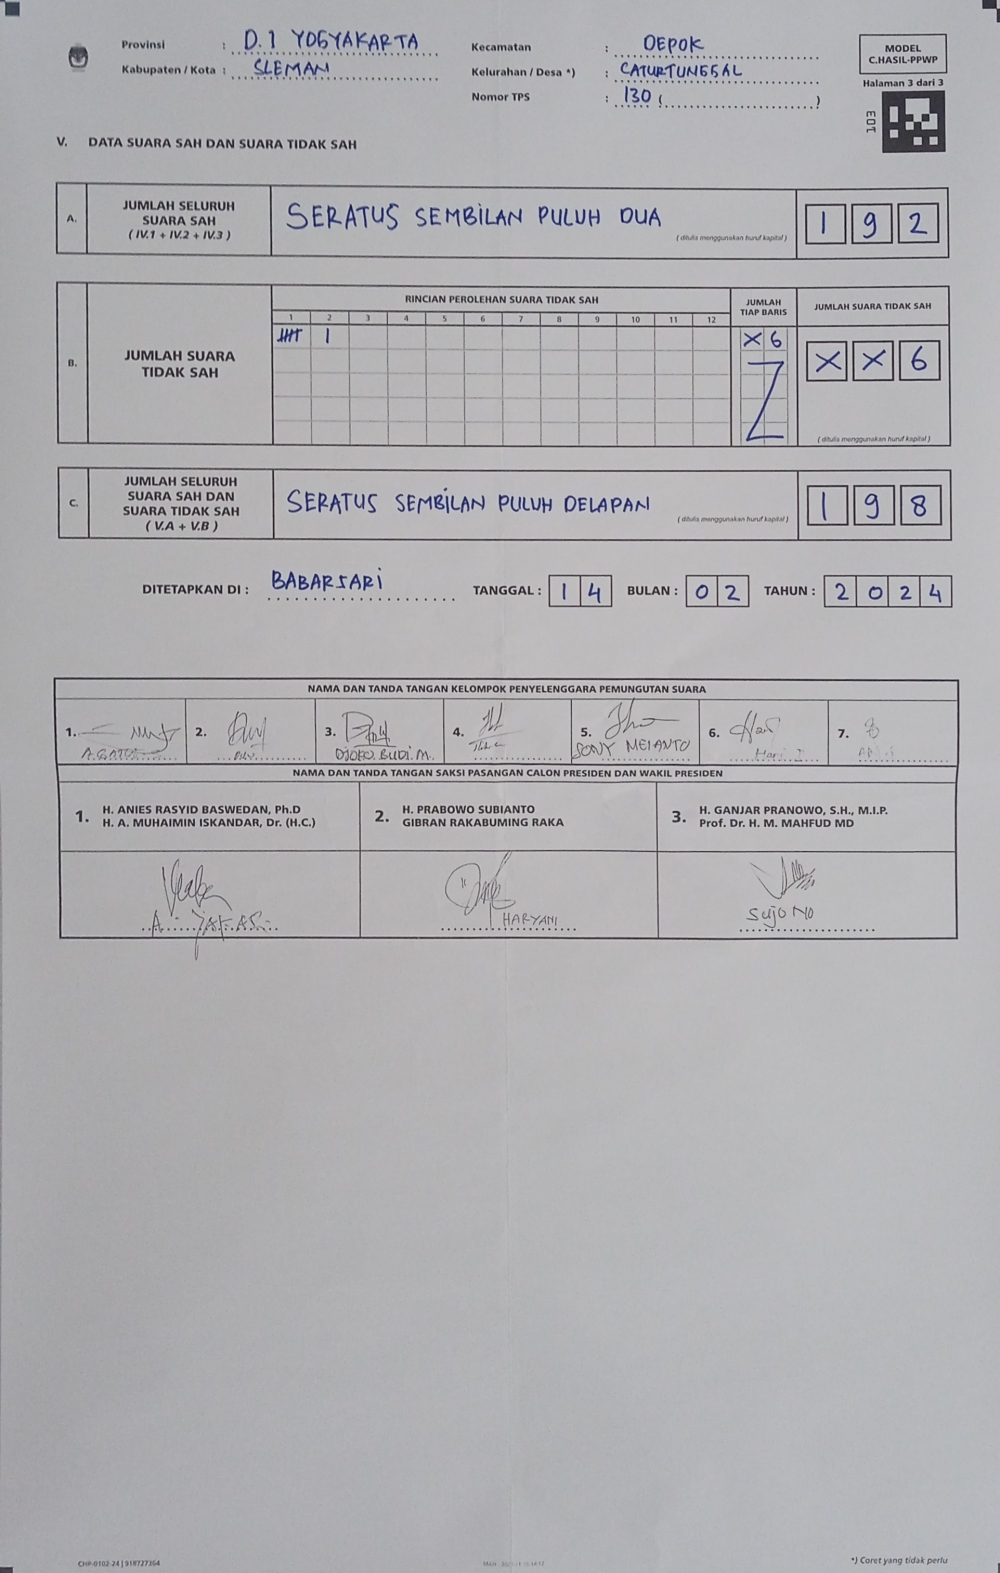 Provinsi : D.I YOGYAKARTA
Kabupaten / Kota : SLEMAN
Kecamatan : DEPOK
Kelurahan / Desa *) : CATURTUNGGAL
Nomor TPS : 130 (....................)
MODEL
C.HASIL-PPWP
Halaman 3 dari 3
E01
V. DATA SUARA SAH DAN SUARA TIDAK SAH
A. JUMLAH SELURUH SUARA SAH ( IV.1 + IV.2 + IV.3 )
SERATUS SEMBILAN PULUH DUA
( ditulis menggunakan huruf kapital )
1 9 2
B. JUMLAH SUARA TIDAK SAH
RINCIAN PEROLEHAN SUARA TIDAK SAH
1 2 3 4 5 6 7 8 9 10 11 12
JUMLAH TIAP BARIS
X 6
JUMLAH SUARA TIDAK SAH
X X 6
( ditulis menggunakan huruf kapital )
C. JUMLAH SELURUH SUARA SAH DAN SUARA TIDAK SAH ( V.A + V.B )
SERATUS SEMBILAN PULUH DELAPAN
( ditulis menggunakan huruf kapital )
1 9 8
DITETAPKAN DI : BABARSARI TANGGAL : 1 4 BULAN : 0 2 TAHUN : 2 0 2 4
NAMA DAN TANDA TANGAN KELOMPOK PENYELENGGARA PEMUNGUTAN SUARA
1. 2. 3. 4. 5. 6. 7.
DJOKO BUDI.M. SONY MEIANTO
NAMA DAN TANDA TANGAN SAKSI PASANGAN CALON PRESIDEN DAN WAKIL PRESIDEN
1. H. ANIES RASYID BASWEDAN, Ph.D
H. A. MUHAIMIN ISKANDAR, Dr. (H.C.)
2. H. PRABOWO SUBIANTO
GIBRAN RAKABUMING RAKA
3. H. GANJAR PRANOWO, S.H., M.I.P.
Prof. Dr. H. M. MAHFUD MD
HARYANI
SUJONO
CHP-0102-24 | 918727364
*) Coret yang tidak perlu